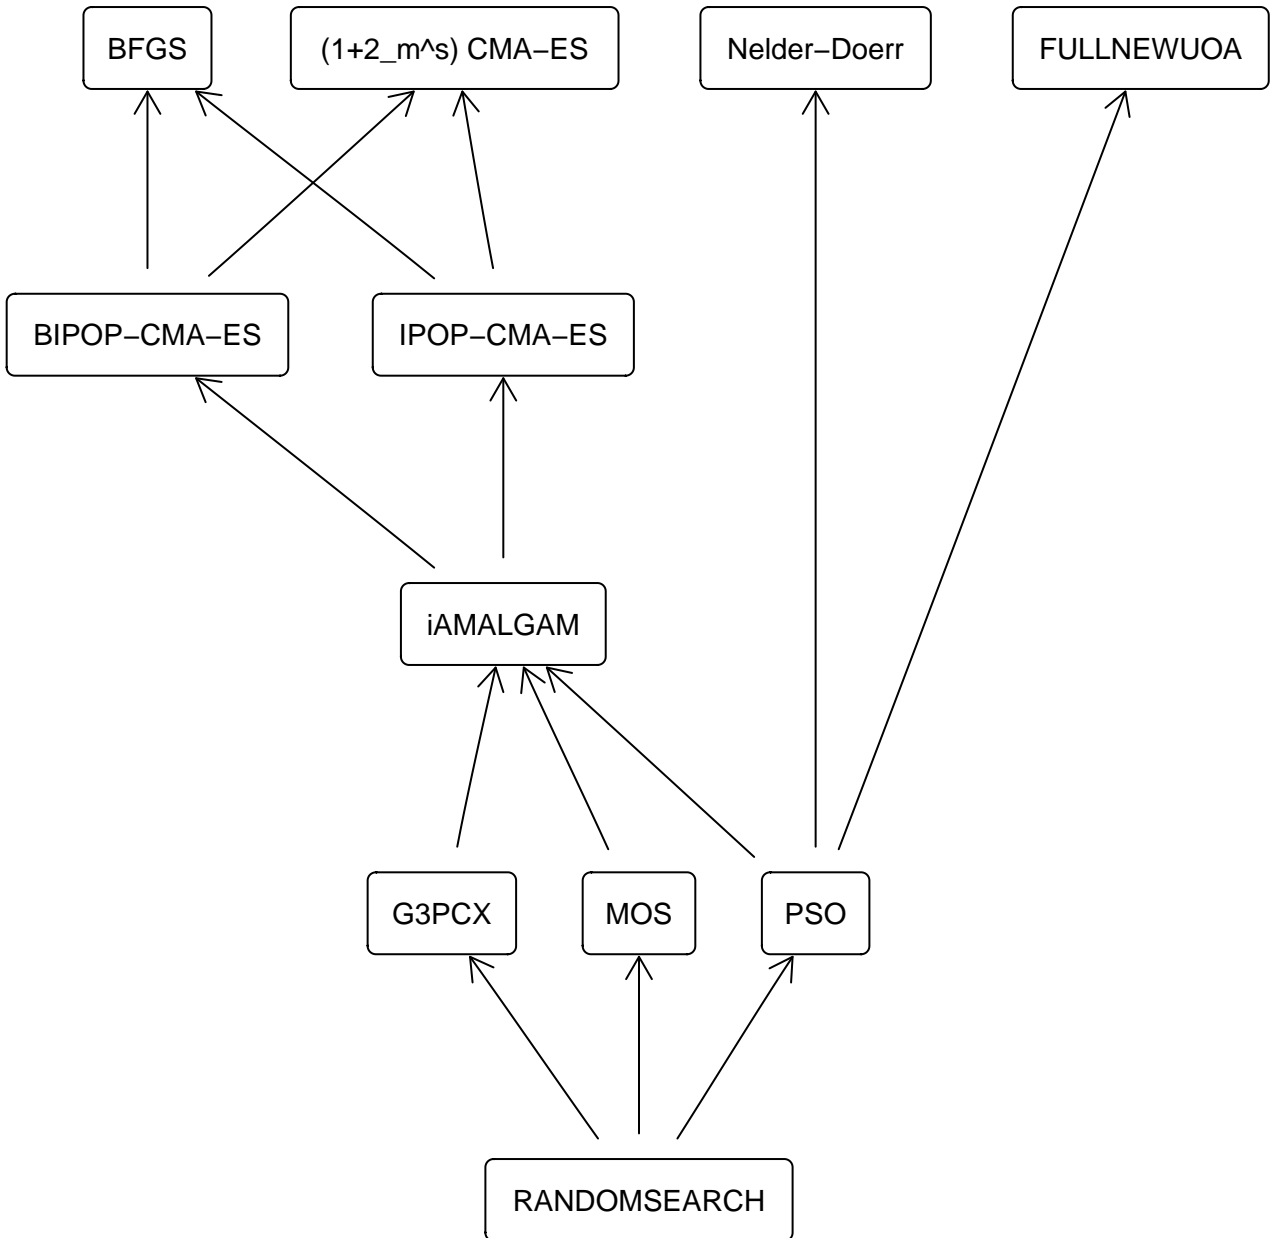 BFGS
(1+2_m^s) CMA−ES
Nelder−Doerr
FULLNEWUOA
BIPOP−CMA−ES
IPOP−CMA−ES
iAMALGAM
G3PCX
MOS
PSO
RANDOMSEARCH